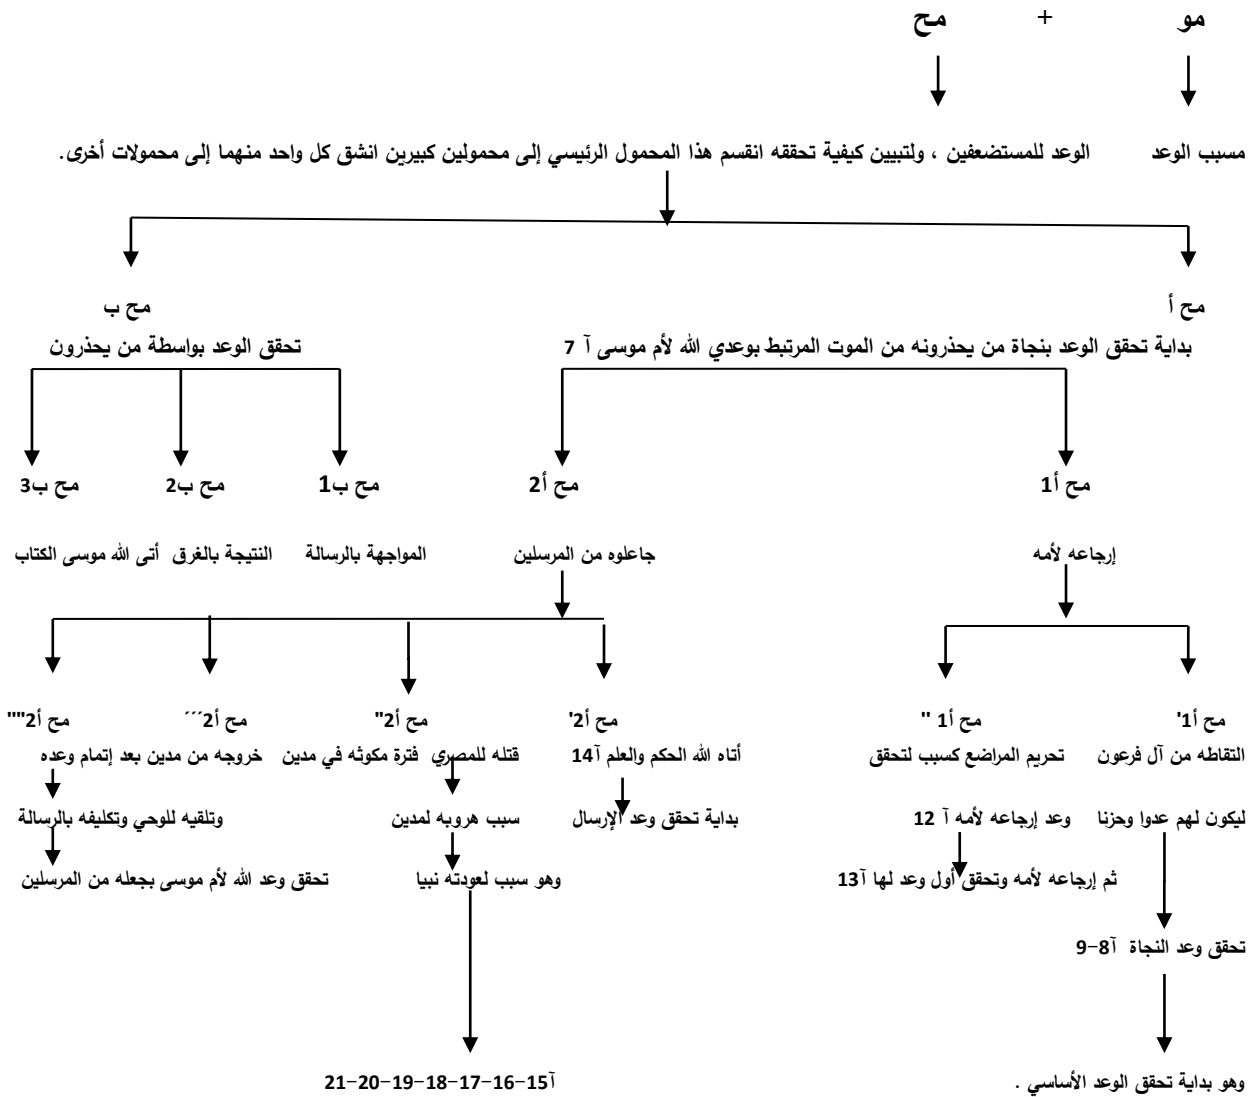 مو + مح
مسبب الوعد الوعد للمستضعفين ، ولتبيين كيفية تحققه انقسم هذا المحمول الرئيسي إلى محمولين كبيرين انشق كل واحد منهما إلى محمولات أخرى.
مح أ مح ب
بداية تحقق الوعد بنجاة من يحذرونه من الموت المرتبط بوعدي الله لأم موسى آ 7 تحقق الوعد بواسطة من يحذرون
مح أ1 مح أ2 مح ب1 مح ب2 مح ب3
إرجاعه لأمه جاعلوه من المرسلين المواجهة بالرسالة النتيجة بالغرق أتى الله موسى الكتاب
مح أ1' مح أ1 '' مح أ2' مح أ2" مح أ2´´´ مح أ2""
التقاطه من آل فرعون تحريم المراضع كسبب لتحقق أتاه الله الحكم والعلم آ14 قتله للمصري فترة مكوثه في مدين خروجه من مدين بعد إتمام وعده
ليكون لهم عدوا وحزنا وعد إرجاعه لأمه آ 12 بداية تحقق وعد الإرسال سبب هروبه لمدين وتلقيه للوحي وتكليفه بالرسالة
ثم إرجاعه لأمه وتحقق أول وعد لها آ13 وهو سبب لعودته نبيا تحقق وعد الله لأم موسى بجعله من المرسلين
تحقق وعد النجاة آ8-9
وهو بداية تحقق الوعد الأساسي . آ15-16-17-18-19-20-21